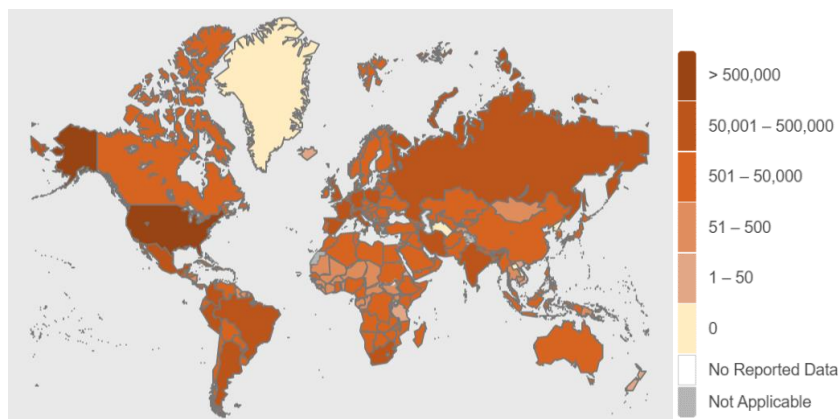 > 500,000
50,001 – 500,000
501 – 50,000
51 – 500
1 – 50
0
No Reported Data
Not Applicable